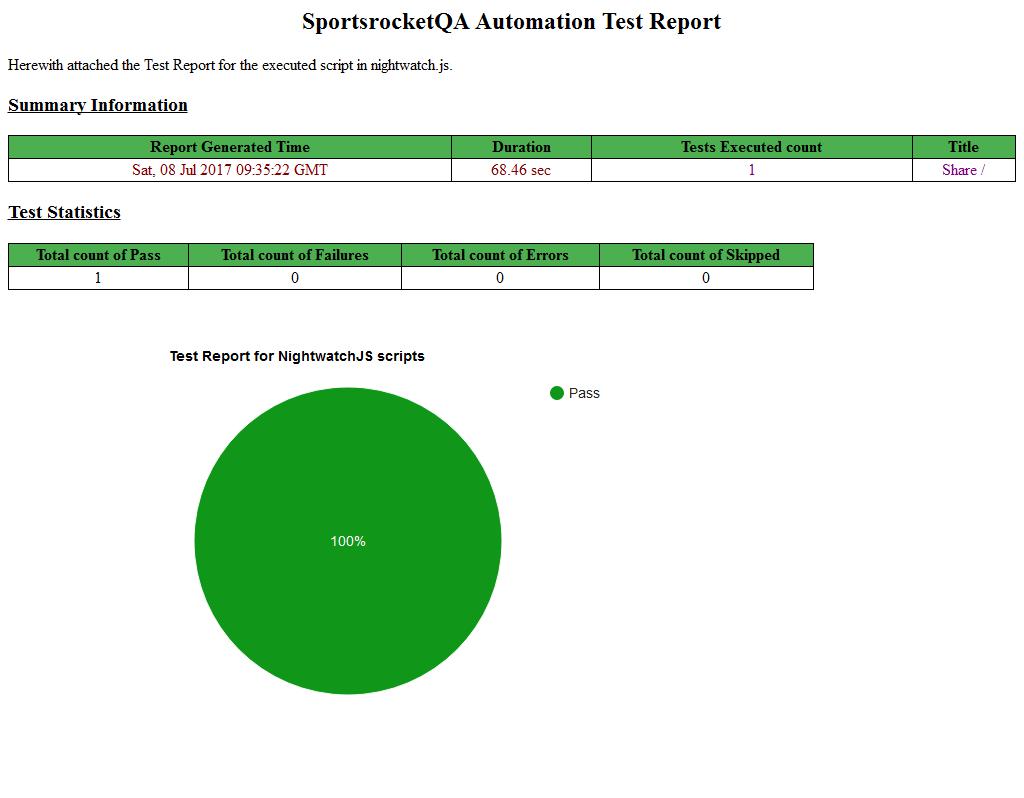 SportsrocketQA Automation Test Report
Herewith attached the Test Report for the executed script in nightwatch.js.
Summary Information
Report Generated Time Duration Tests Executed count Title
Sat, 08 Jul 2017 09:35:22 GMT 68.46 sec 1 Share /
Test Statistics
Total count of Pass Total count of Failures Total count of Errors Total count of Skipped
1 0 0 0
Test Report for NightwatchJS scripts
Pass
100%